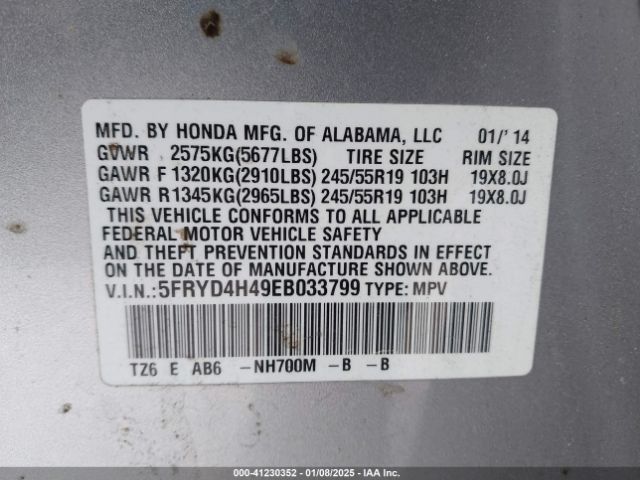 MFD. BY HONDA MFG. OF ALABAMA, LLC 01/' 14
GVWR 2575KG(5677LBS) TIRE SIZE RIM SIZE
GAWR F 1320KG(2910LBS) 245/55R19 103H 19X8.0J
GAWR R1345KG(2965LBS) 245/55R19 103H 19X8.0J
THIS VEHICLE CONFORMS TO ALL APPLICABLE
FEDERAL MOTOR VEHICLE SAFETY
AND THEFT PREVENTION STANDARDS IN EFFECT
ON THE DATE OF MANUFACTURE SHOWN ABOVE.
V.I.N.:5FRYD4H49EB033799 TYPE: MPV
TZ6 E AB6 -NH700M -B -B
000-41230352 - 01/08/2025 - IAA Inc.